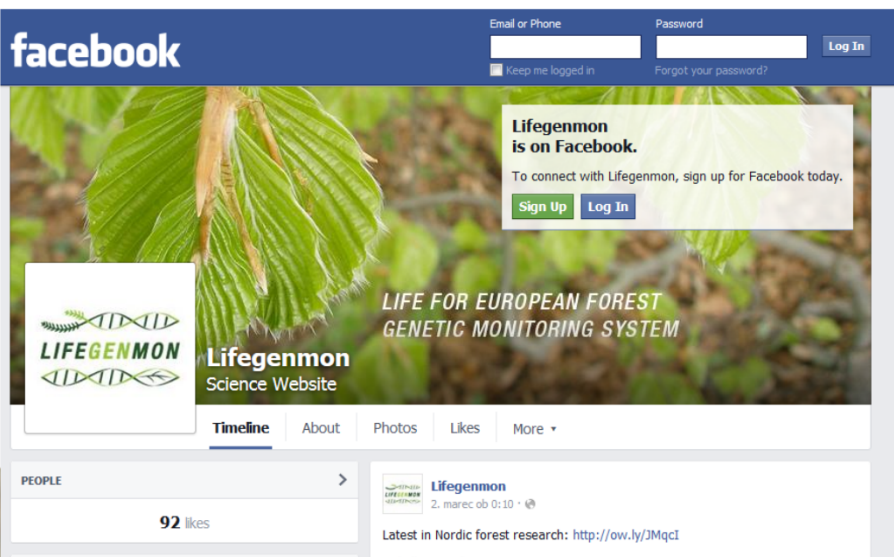 facebook
Email or Phone
Password
Log In
Keep me logged in
Forgot your password?
Lifegenmon
is on Facebook.
To connect with Lifegenmon, sign up for Facebook today.
Sign Up
Log In
LIFE FOR EUROPEAN FOREST
GENETIC MONITORING SYSTEM
LIFEGENMON
Lifegenmon
Science Website
Timeline
About
Photos
Likes
More
PEOPLE
92 likes
LIFEGENMON
Lifegenmon
2. marec ob 0:10 ·
Latest in Nordic forest research: http://ow.ly/JMqcI